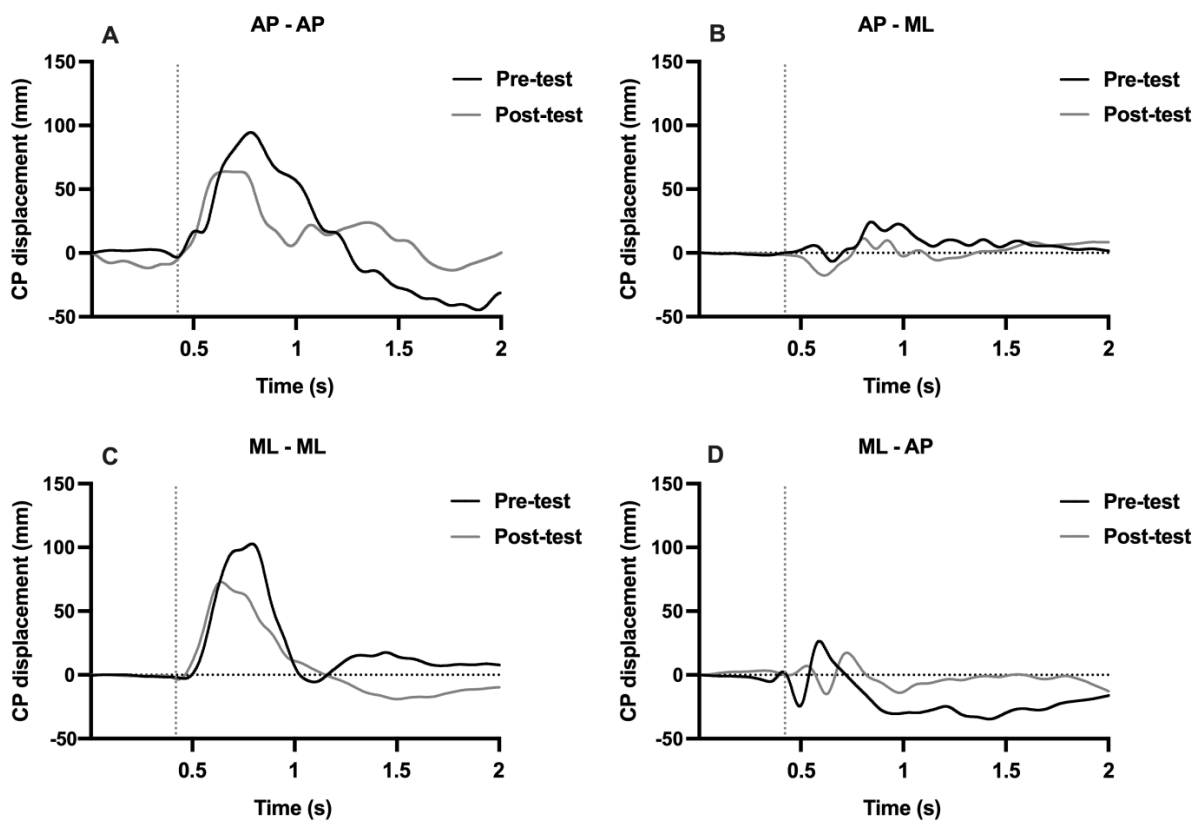 A
AP - AP
150
100
50
0
-50
CP displacement (mm)
Pre-test
Post-test
0.5
1
1.5
2
Time (s)
B
AP - ML
150
100
50
0
-50
CP displacement (mm)
Pre-test
Post-test
0.5
1
1.5
2
Time (s)
C
ML - ML
150
100
50
0
-50
CP displacement (mm)
Pre-test
Post-test
0.5
1
1.5
2
Time (s)
D
ML - AP
150
100
50
0
-50
CP displacement (mm)
Pre-test
Post-test
0.5
1
1.5
2
Time (s)